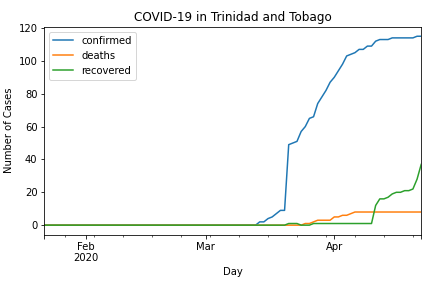 COVID-19 in Trinidad and Tobago
120
100
80
60
40
20
0
Number of Cases
confirmed
deaths
recovered
Feb
2020
Mar
Apr
Day